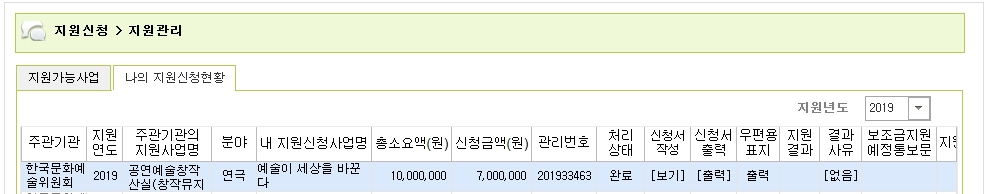 지원신청 > 지원관리
지원가능사업 나의 지원신청현황
지원년도 2019
주관기관 지원년도 주관기관의 지원사업명 분야 내 지원신청사업명 총소요액(원) 신청금액(원) 관리번호 처리상태 신청서작성 신청서출력 우편용표지 지원결과 결과사유 보조금지원예정통보문
한국문화예술위원회 2019 공연예술창작산실(창작뮤지 연극 예술이 세상을 바꾼다 10,000,000 7,000,000 201933463 완료 [보기] [출력] 출력 [없음]